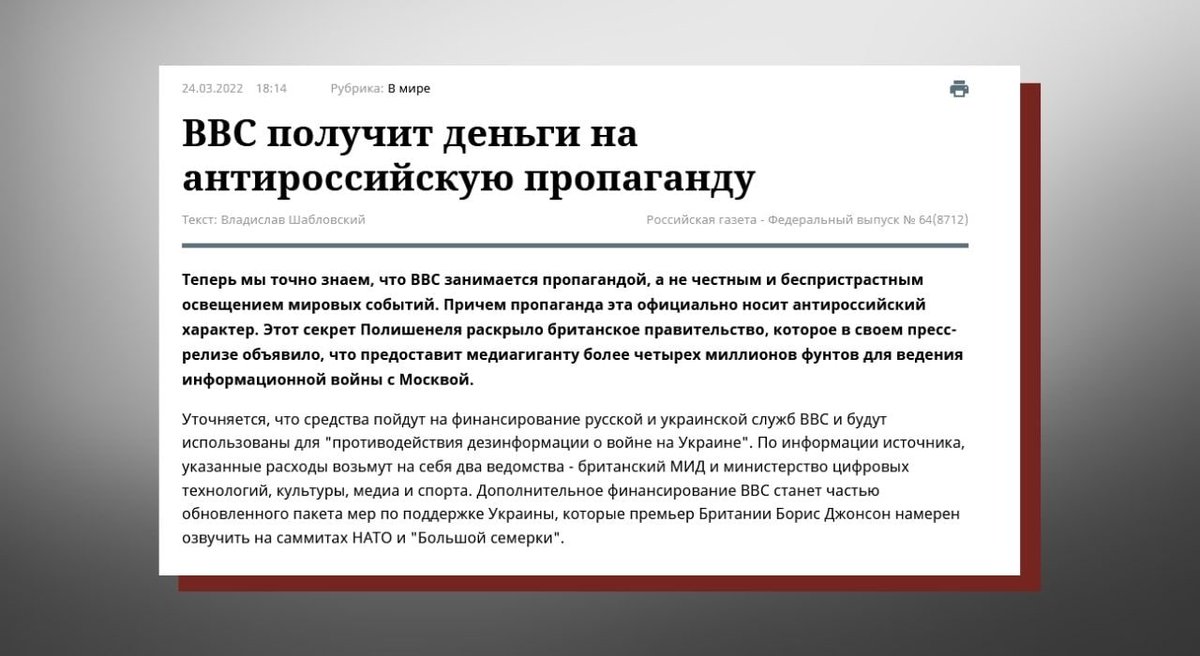 24.03.2022 18:14 Рубрика: В мире
BBC получит деньги на
антироссийскую пропаганду
Текст: Владислав Шабловский Российская газета - Федеральный выпуск № 64(8712)
Теперь мы точно знаем, что BBC занимается пропагандой, а не честным и беспристрастным
освещением мировых событий. Причем пропаганда эта официально носит антироссийский
характер. Этот секрет Полишенеля раскрыло британское правительство, которое в своем пресс-
релизе объявило, что предоставит медиагиганту более четырех миллионов фунтов для ведения
информационной войны с Москвой.
Уточняется, что средства пойдут на финансирование русской и украинской служб BBC и будут
использованы для "противодействия дезинформации о войне на Украине". По информации источника,
указанные расходы возьмут на себя два ведомства - британский МИД и министерство цифровых
технологий, культуры, медиа и спорта. Дополнительное финансирование BBC станет частью
обновленного пакета мер по поддержке Украины, которые премьер Британии Борис Джонсон намерен
озвучить на саммитах НАТО и "Большой семерки".